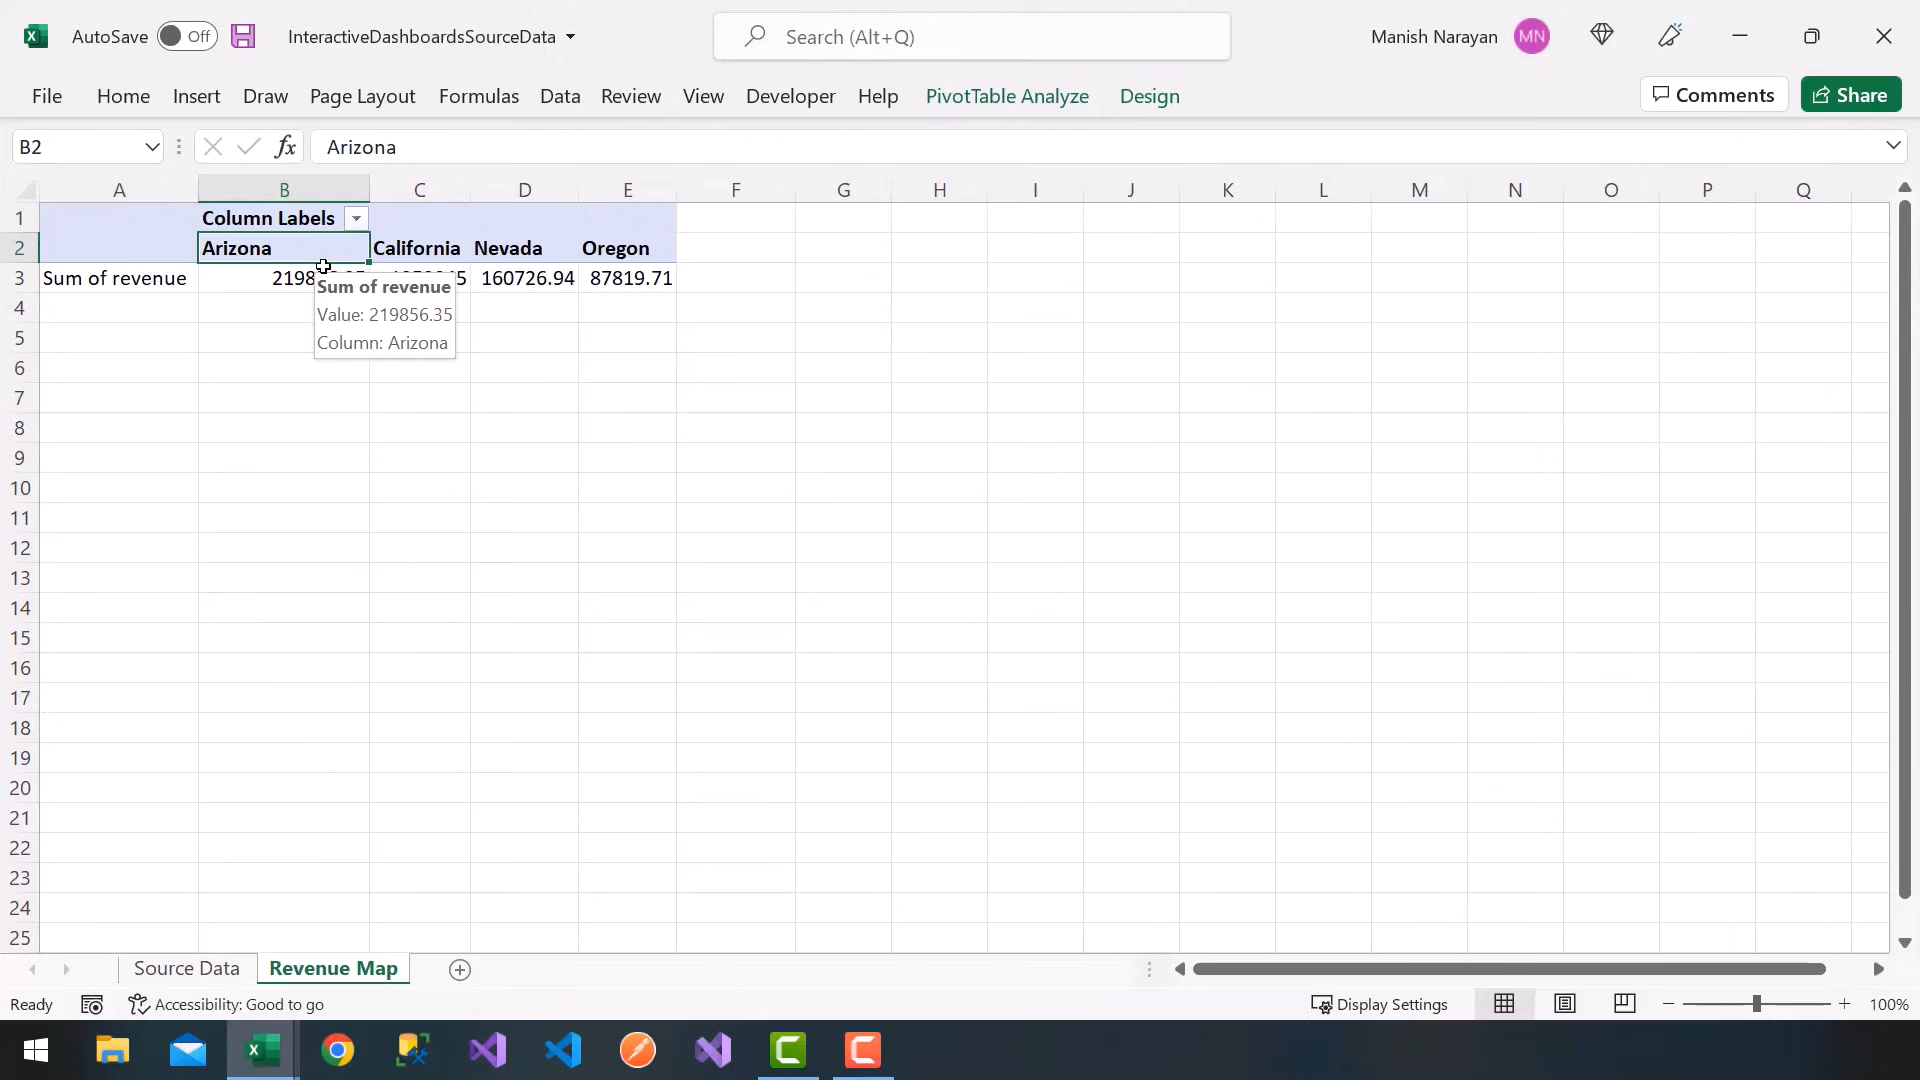 AutoSave Off InteractiveDashboardsSourceData Search (Alt+Q) Manish Narayan MN
File Home Insert Draw Page Layout Formulas Data Review View Developer Help PivotTable Analyze Design Comments Share
B2 fx Arizona
A B C D E F G H I J K L M N O P Q
1 Column Labels
2 Arizona California Nevada Oregon
3 Sum of revenue 160726.94 87819.71
Sum of revenue
Value: 219856.35
Column: Arizona
4
5
6
7
8
9
10
11
12
13
14
15
16
17
18
19
20
21
22
23
24
25
Source Data Revenue Map
Ready Accessibility: Good to go Display Settings 100%